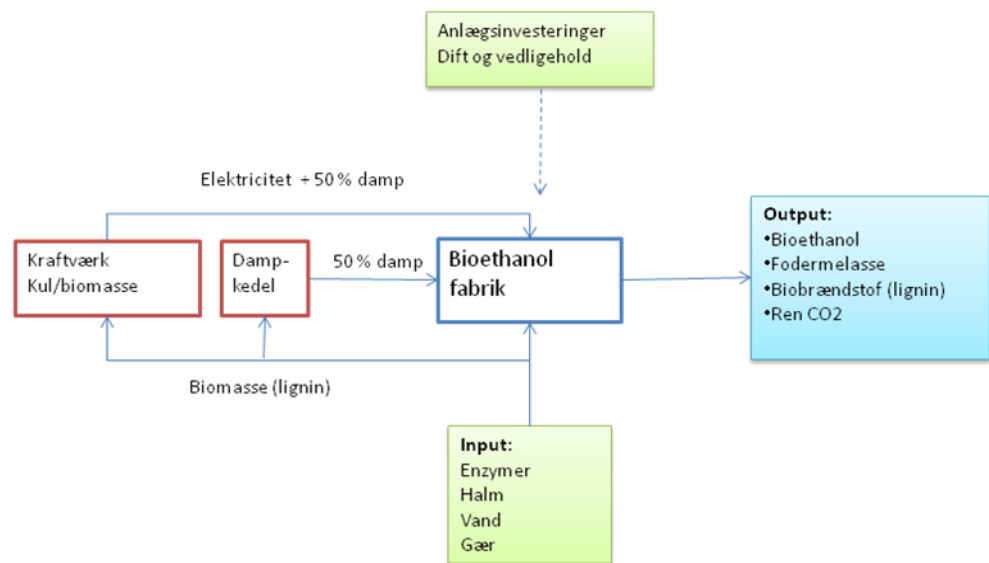 Anlægsinvesteringer
Dift og vedligehold
Elektricitet + 50 % damp
Kraftværk
Kul/biomasse
Damp-
kedel
50 % damp
Bioethanol
fabrik
Output:
•Bioethanol
•Fodermelasse
•Biobrændstof (lignin)
•Ren CO2
Biomasse (lignin)
Input:
Enzymer
Halm
Vand
Gær